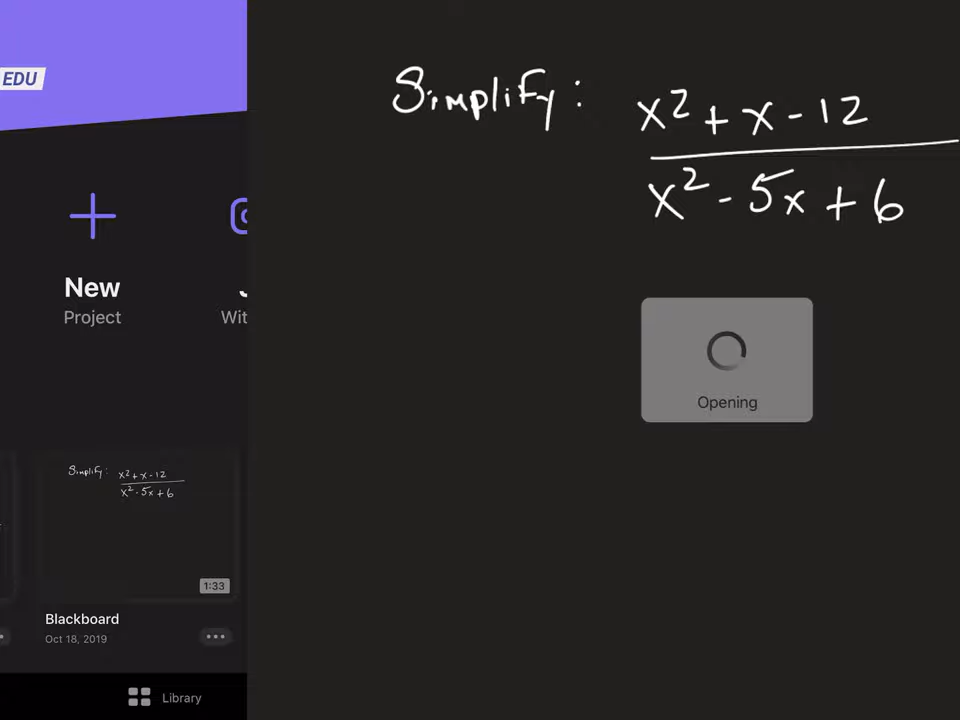 EDU
Simplify: x² + x - 12
x² - 5x + 6
New
Project
Wit
Opening
Simplify: x² + x - 12
x² - 5x + 6
1:33
Blackboard
Oct 18, 2019
Library